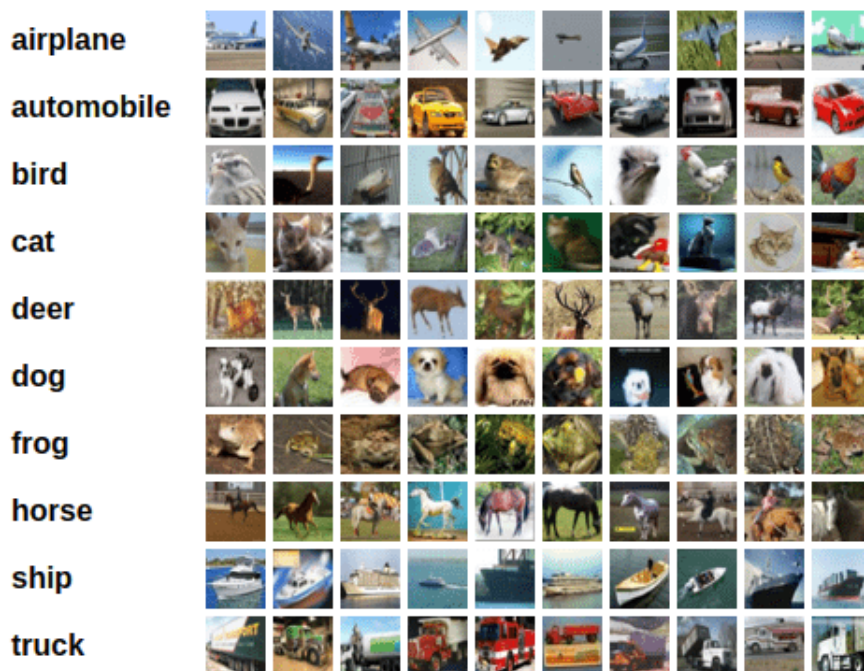 airplane
automobile
bird
cat
deer
dog
frog
horse
ship
truck